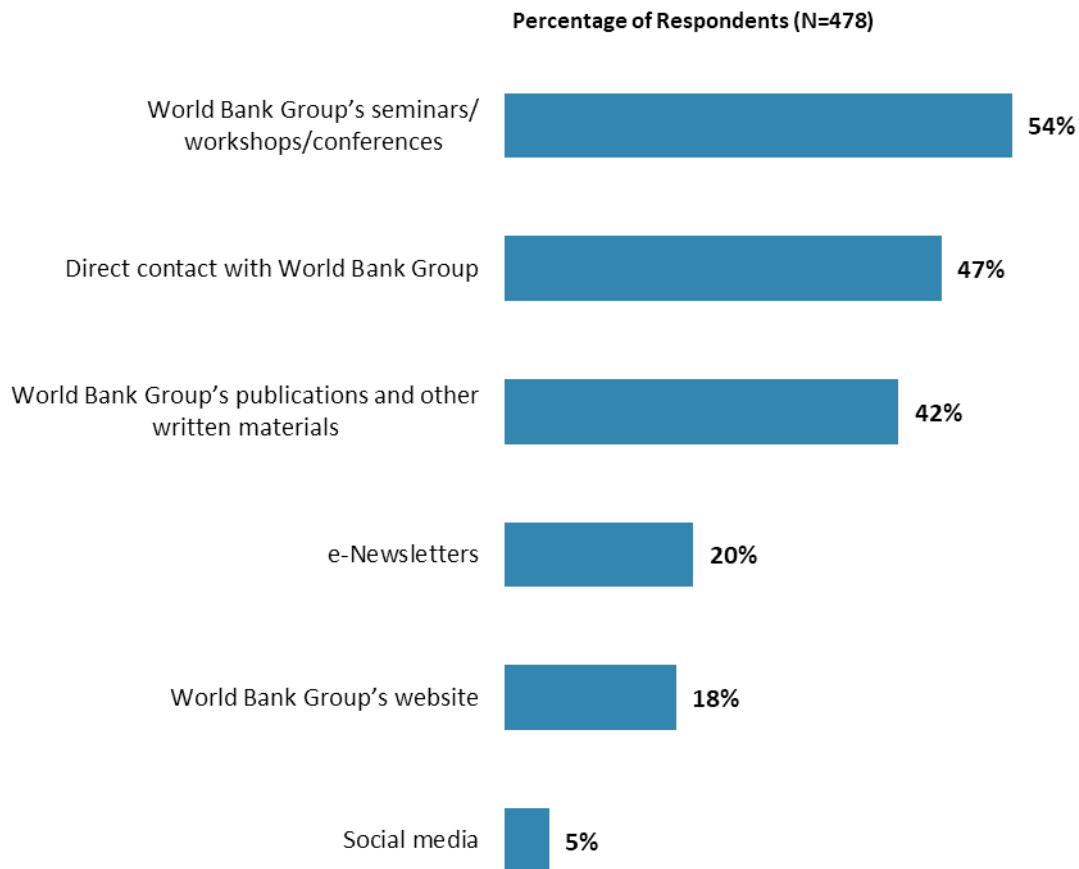 Percentage of Respondents (N=478)
World Bank Group’s seminars/
workshops/conferences
54%
Direct contact with World Bank Group
47%
World Bank Group’s publications and other
written materials
42%
e-Newsletters
20%
World Bank Group’s website
18%
Social media
5%